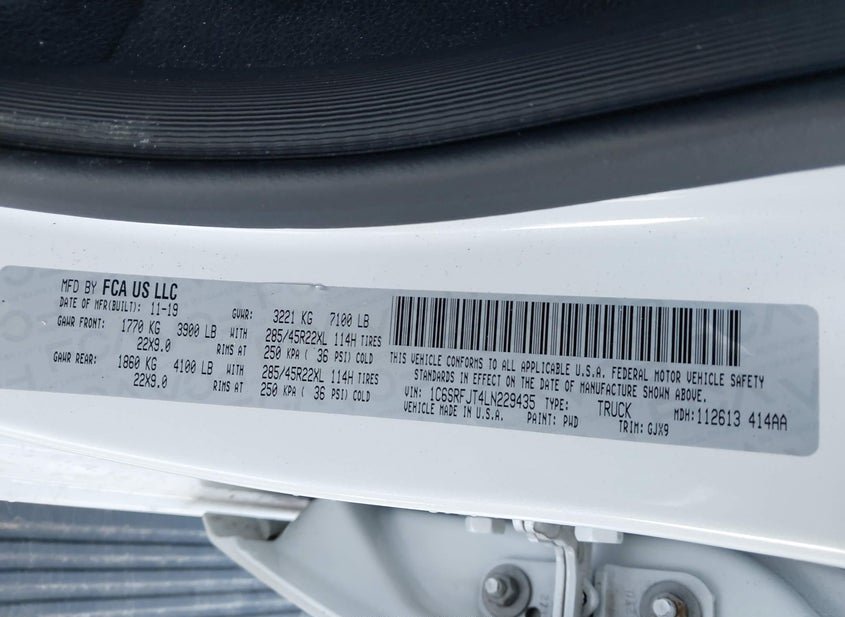 MFD BY FCA US LLC
DATE OF MFR(BUILT): 11-19 GVWR: 3221 KG 7100 LB
GAWR FRONT: 1770 KG 3900 LB WITH 285/45R22XL 114H TIRES
22X9.0 RIMS AT 250 KPA ( 36 PSI) COLD
GAWR REAR: 1860 KG 4100 LB WITH 285/45R22XL 114H TIRES
22X9.0 RIMS AT 250 KPA ( 36 PSI) COLD
THIS VEHICLE CONFORMS TO ALL APPLICABLE U.S.A. FEDERAL MOTOR VEHICLE SAFETY
STANDARDS IN EFFECT ON THE DATE OF MANUFACTURE SHOWN ABOVE.
VIN: 1C6SRFJT4LN229435 TYPE: TRUCK MDH:112613 414AA
VEHICLE MADE IN U.S.A. PAINT: PWD TRIM: GJX9